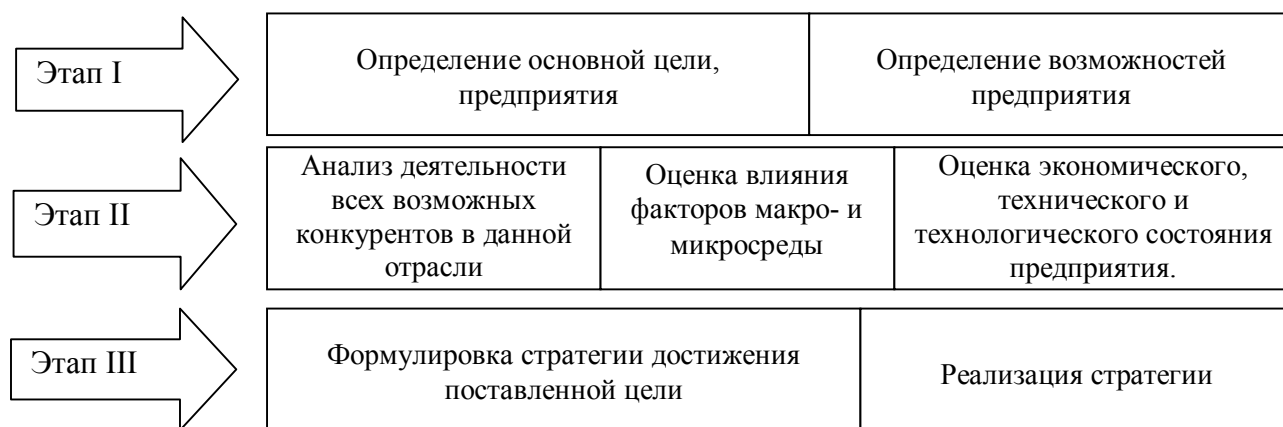 Этап I
Определение основной цели,
предприятия
Определение возможностей
предприятия
Этап II
Анализ деятельности
всех возможных
конкурентов в данной
отрасли
Оценка влияния
факторов макро- и
микросреды
Оценка экономического,
технического и
технологического состояния
предприятия.
Этап III
Формулировка стратегии достижения
поставленной цели
Реализация стратегии